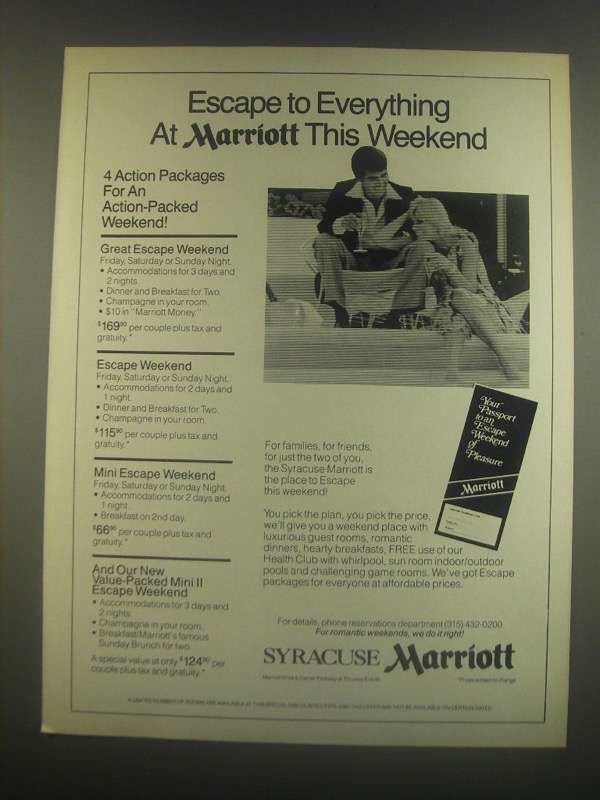 Escape to Everything
At Marriott This Weekend
4 Action Packages
For An
Action-Packed
Weekend!
Great Escape Weekend
Friday, Saturday or Sunday Night.
• Accommodations for 3 days and
2 nights.
• Dinner and Breakfast for Two.
• Champagne in your room.
• $10 in "Marriott Money."
$169⁹⁰ per couple plus tax and
gratuity.*
Escape Weekend
Friday, Saturday or Sunday Night.
• Accommodations for 2 days and
1 night.
• Dinner and Breakfast for Two.
• Champagne in your room.
$115⁹⁰ per couple plus tax and
gratuity.*
Mini Escape Weekend
Friday, Saturday or Sunday Night.
• Accommodations for 2 days and
1 night.
• Breakfast on 2nd day.
$66⁹⁰ per couple plus tax and
gratuity.*
And Our New
Value-Packed Mini II
Escape Weekend
• Accommodations for 3 days and
2 nights.
• Champagne in your room.
• Breakfast/Marriott's famous
Sunday Brunch for two.
A special value at only $124⁹⁰ per
couple plus tax and gratuity.*
Your
Passport
to an
Escape
Weekend
of
Pleasure
Marriott
For families, for friends,
for just the two of you,
the Syracuse Marriott is
the place to Escape
this weekend!
You pick the plan, you pick the price,
we'll give you a weekend place with
luxurious guest rooms, romantic
dinners, hearty breakfasts, FREE use of our
Health Club with whirlpool, sun room indoor/outdoor
pools and challenging game rooms. We've got Escape
packages for everyone at affordable prices.
For details, phone reservations department (315) 432-0200
For romantic weekends, we do it right!
SYRACUSE Marriott
*Prices subject to change